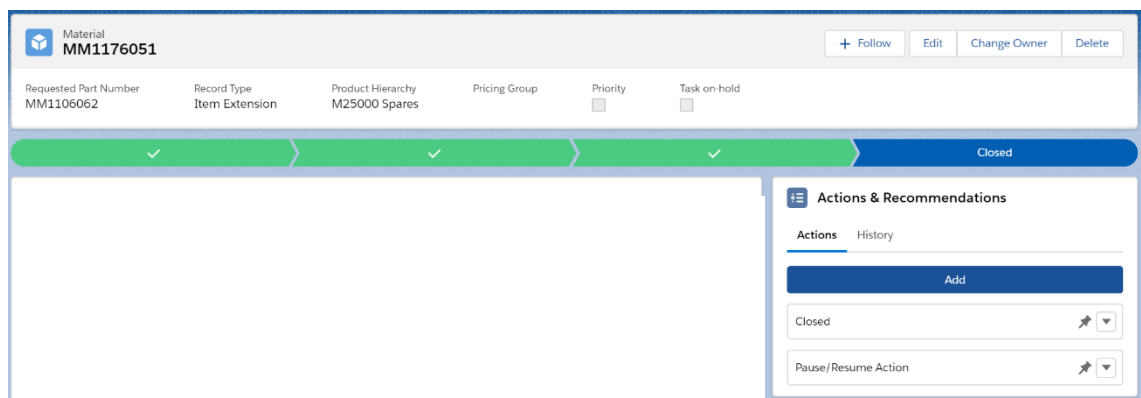 Material
MM1176051
+ Follow Edit Change Owner Delete
Requested Part Number Record Type Product Hierarchy Pricing Group Priority Task on-hold
MM1106062 Item Extension M25000 Spares
Closed
Actions & Recommendations
Actions History
Add
Closed
Pause/Resume Action